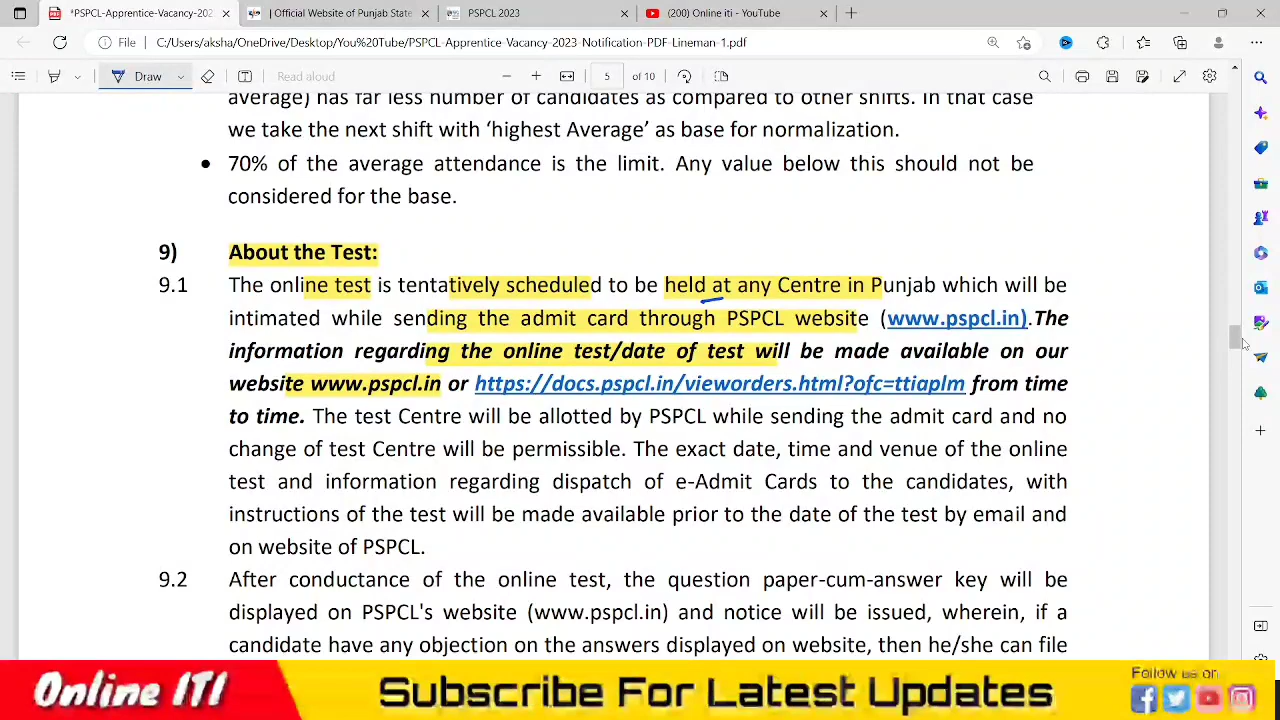 *PSPCL-Apprentice-Vacancy-202
| Official Website of Punjab State
PSPCL 2023
(200) Online iti - YouTube
File
C:/Users/aksha/OneDrive/Desktop/You%20Tube/PSPCL-Apprentice-Vacancy-2023-Notification-PDF-Lineman-1.pdf
Draw
Read aloud
5 of 10
average) has far less number of candidates as compared to other shifts. In that case
we take the next shift with ‘highest Average’ as base for normalization.
• 70% of the average attendance is the limit. Any value below this should not be
considered for the base.
9) About the Test:
9.1 The online test is tentatively scheduled to be held at any Centre in Punjab which will be
intimated while sending the admit card through PSPCL website (www.pspcl.in).The
information regarding the online test/date of test will be made available on our
website www.pspcl.in or https://docs.pspcl.in/vieworders.html?ofc=ttiaplm from time
to time. The test Centre will be allotted by PSPCL while sending the admit card and no
change of test Centre will be permissible. The exact date, time and venue of the online
test and information regarding dispatch of e-Admit Cards to the candidates, with
instructions of the test will be made available prior to the date of the test by email and
on website of PSPCL.
9.2 After conductance of the online test, the question paper-cum-answer key will be
displayed on PSPCL's website (www.pspcl.in) and notice will be issued, wherein, if a
candidate have any objection on the answers displayed on website, then he/she can file
Online ITI
Subscribe For Latest Updates
Follow us on